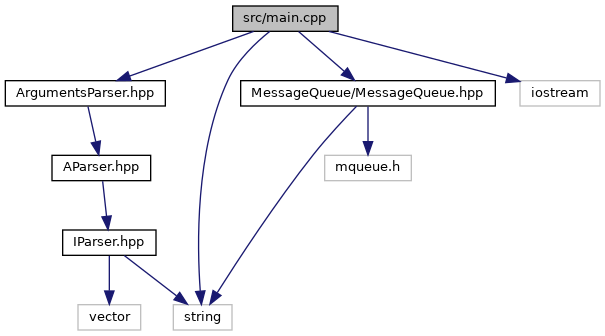 src/main.cpp
ArgumentsParser.hpp
MessageQueue/MessageQueue.hpp
iostream
AParser.hpp
mqueue.h
IParser.hpp
vector
string